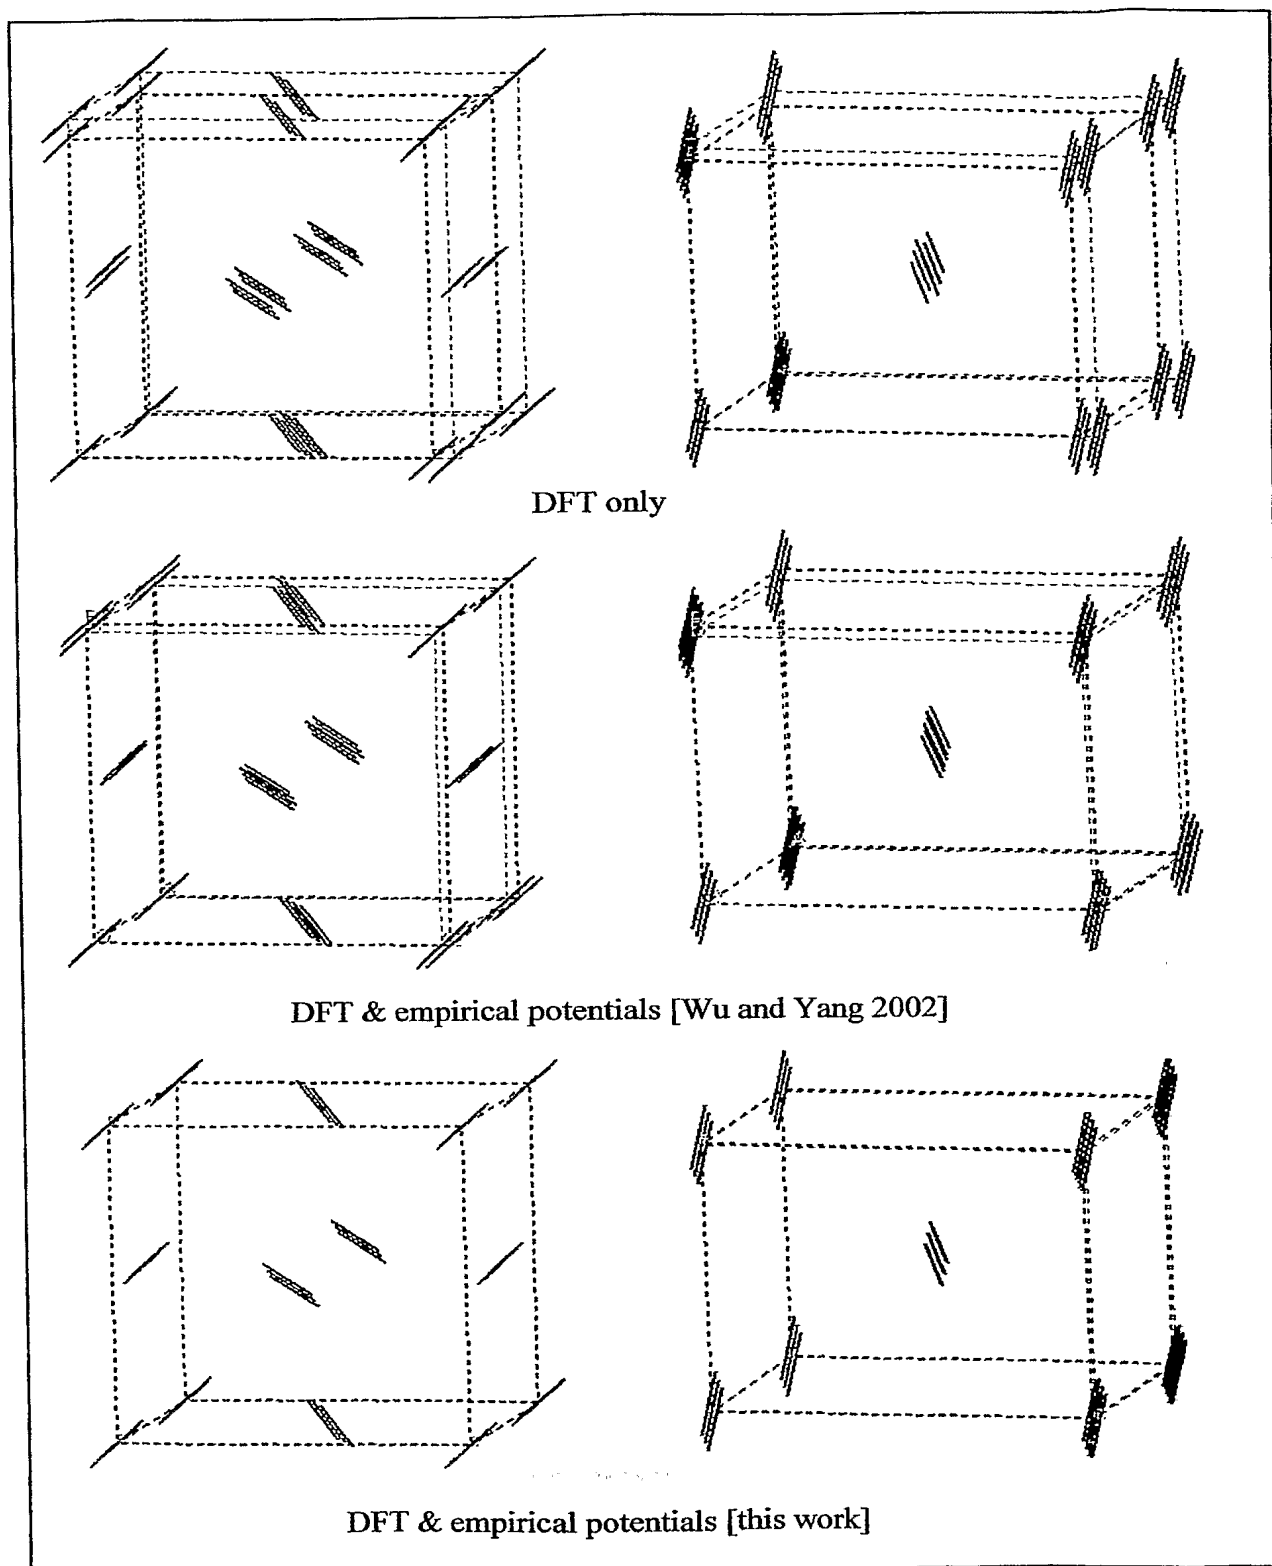 DFT only
DFT & empirical potentials [Wu and Yang 2002]
DFT & empirical potentials [this work]